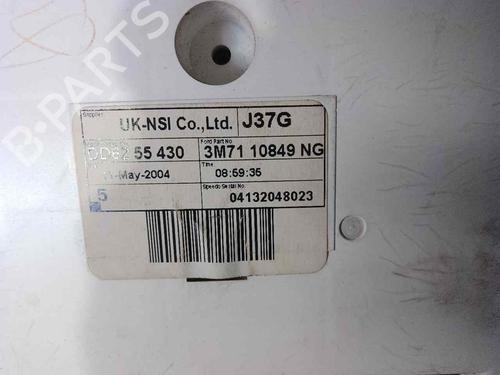 Supplier
UK-NSI Co.,Ltd. J37G
Ford Part No
55 430 3M71 10849 NG
Time
-May-2004 08:59:35
Speedo Serial No.
5 04132048023
B-PARTS